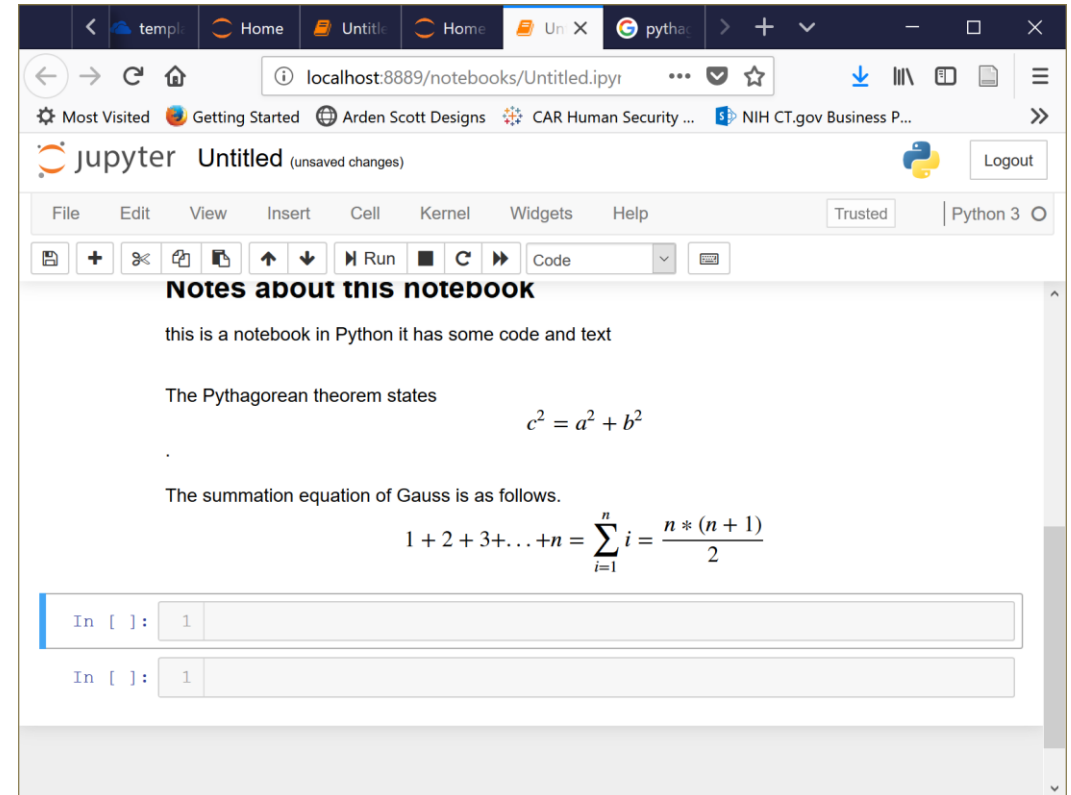 templ Home Untitle Home Unt pythag
localhost:8889/notebooks/Untitled.ipyr
Most Visited Getting Started Arden Scott Designs CAR Human Security ... NIH CT.gov Business P...
jupyter Untitled (unsaved changes) Logout
File Edit View Insert Cell Kernel Widgets Help Trusted Python 3
Run Code
Notes about this notebook
this is a notebook in Python it has some code and text
The Pythagorean theorem states
c² = a² + b²
.
The summation equation of Gauss is as follows.
1 + 2 + 3+. . . +n = ∑_{i=1}^{n} i = n * (n + 1) / 2
In [ ]: 1
In [ ]: 1